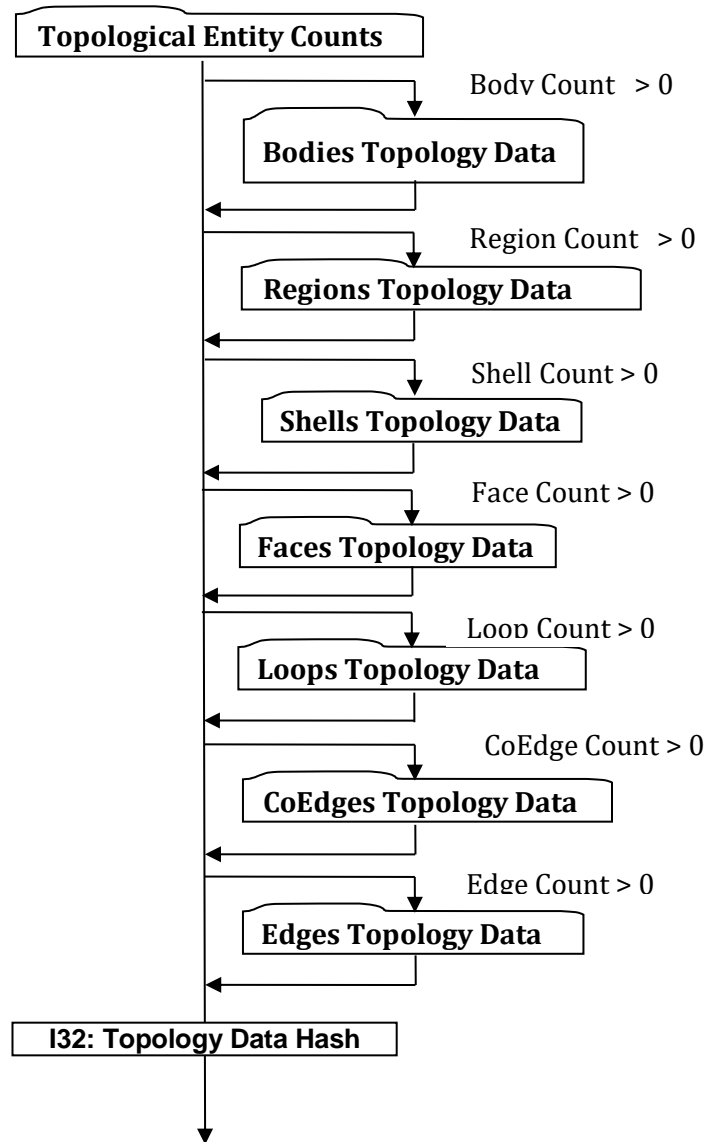 Topological Entity Counts
Body Count > 0
Bodies Topology Data
Region Count > 0
Regions Topology Data
Shell Count > 0
Shells Topology Data
Face Count > 0
Faces Topology Data
Loop Count > 0
Loops Topology Data
CoEdge Count > 0
CoEdges Topology Data
Edge Count > 0
Edges Topology Data
I32: Topology Data Hash